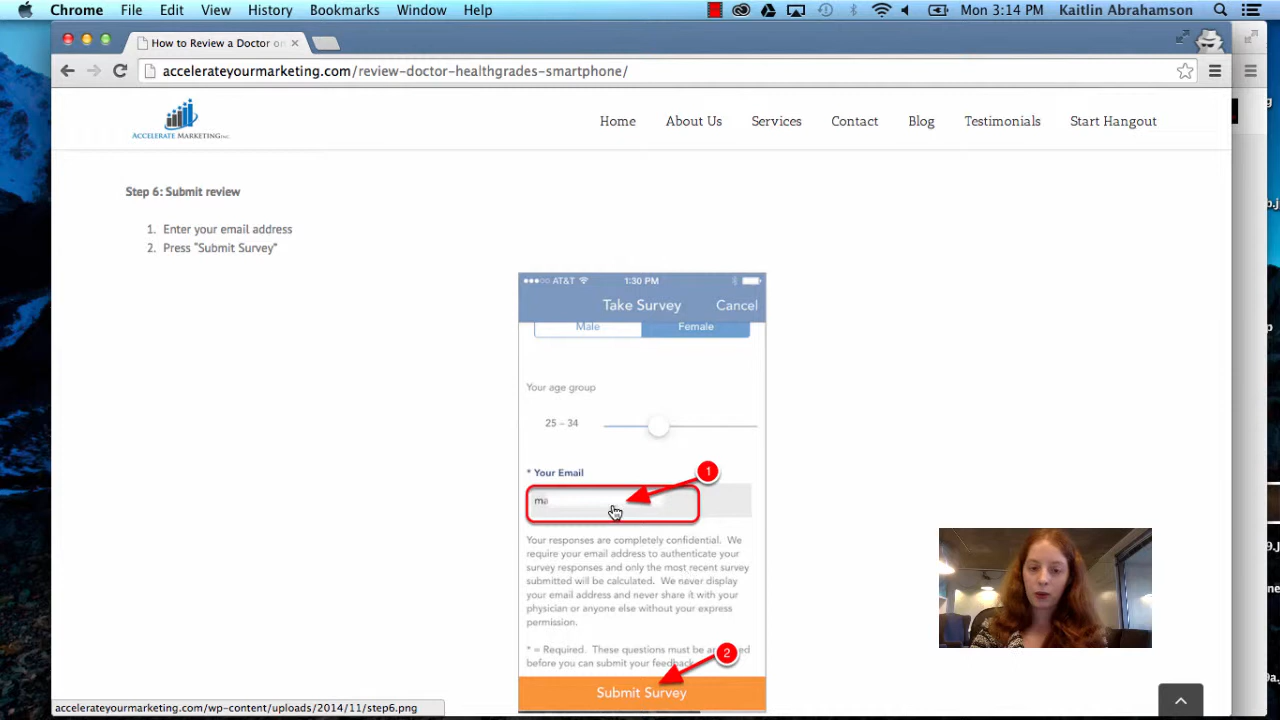 Chrome File Edit View History Bookmarks Window Help Mon 3:14 PM Kaitlin Abrahamson
How to Review a Doctor on
accelerateyourmarketing.com/review-doctor-healthgrades-smartphone/
ACCELERATE MARKETING INC
Home About Us Services Contact Blog Testimonials Start Hangout
Step 6: Submit review
1. Enter your email address
2. Press "Submit Survey"
AT&T 1:30 PM
Take Survey Cancel
Male Female
Your age group
25 – 34
* Your Email
1
ma
Your responses are completely confidential. We
require your email address to authenticate your
survey responses and only the most recent survey
submitted will be calculated. We never display
your email address and never share it with your
physician or anyone else without your express
permission.
* = Required. These questions must be
before you can submit your feedback
2
Submit Survey
accelerateyourmarketing.com/wp-content/uploads/2014/11/step6.png